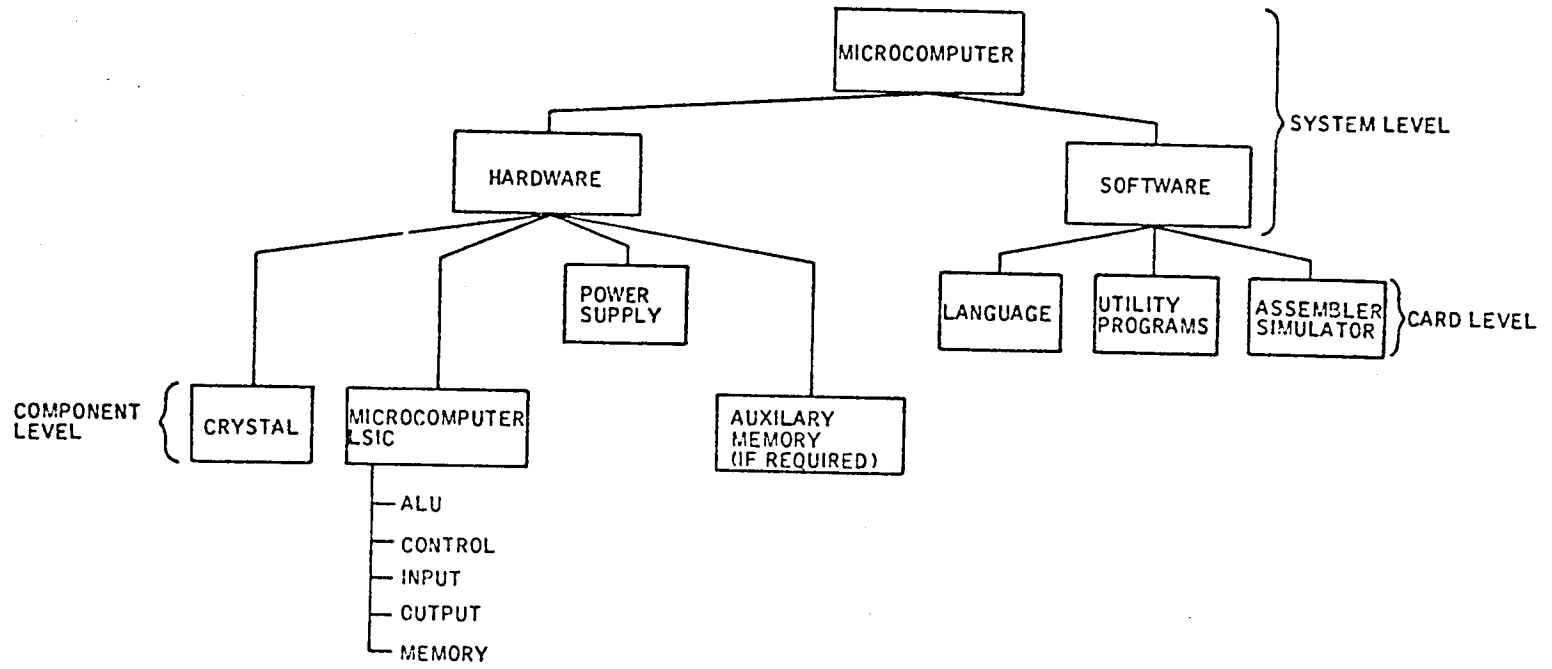 MICROCOMPUTER
SYSTEM LEVEL
HARDWARE
SOFTWARE
POWER
SUPPLY
LANGUAGE
UTILITY
PROGRAMS
ASSEMBLER
SIMULATOR
CARD LEVEL
COMPONENT
LEVEL
CRYSTAL
MICROCOMPUTER
LSIC
AUXILARY
MEMORY
(IF REQUIRED)
ALU
CONTROL
INPUT
OUTPUT
MEMORY